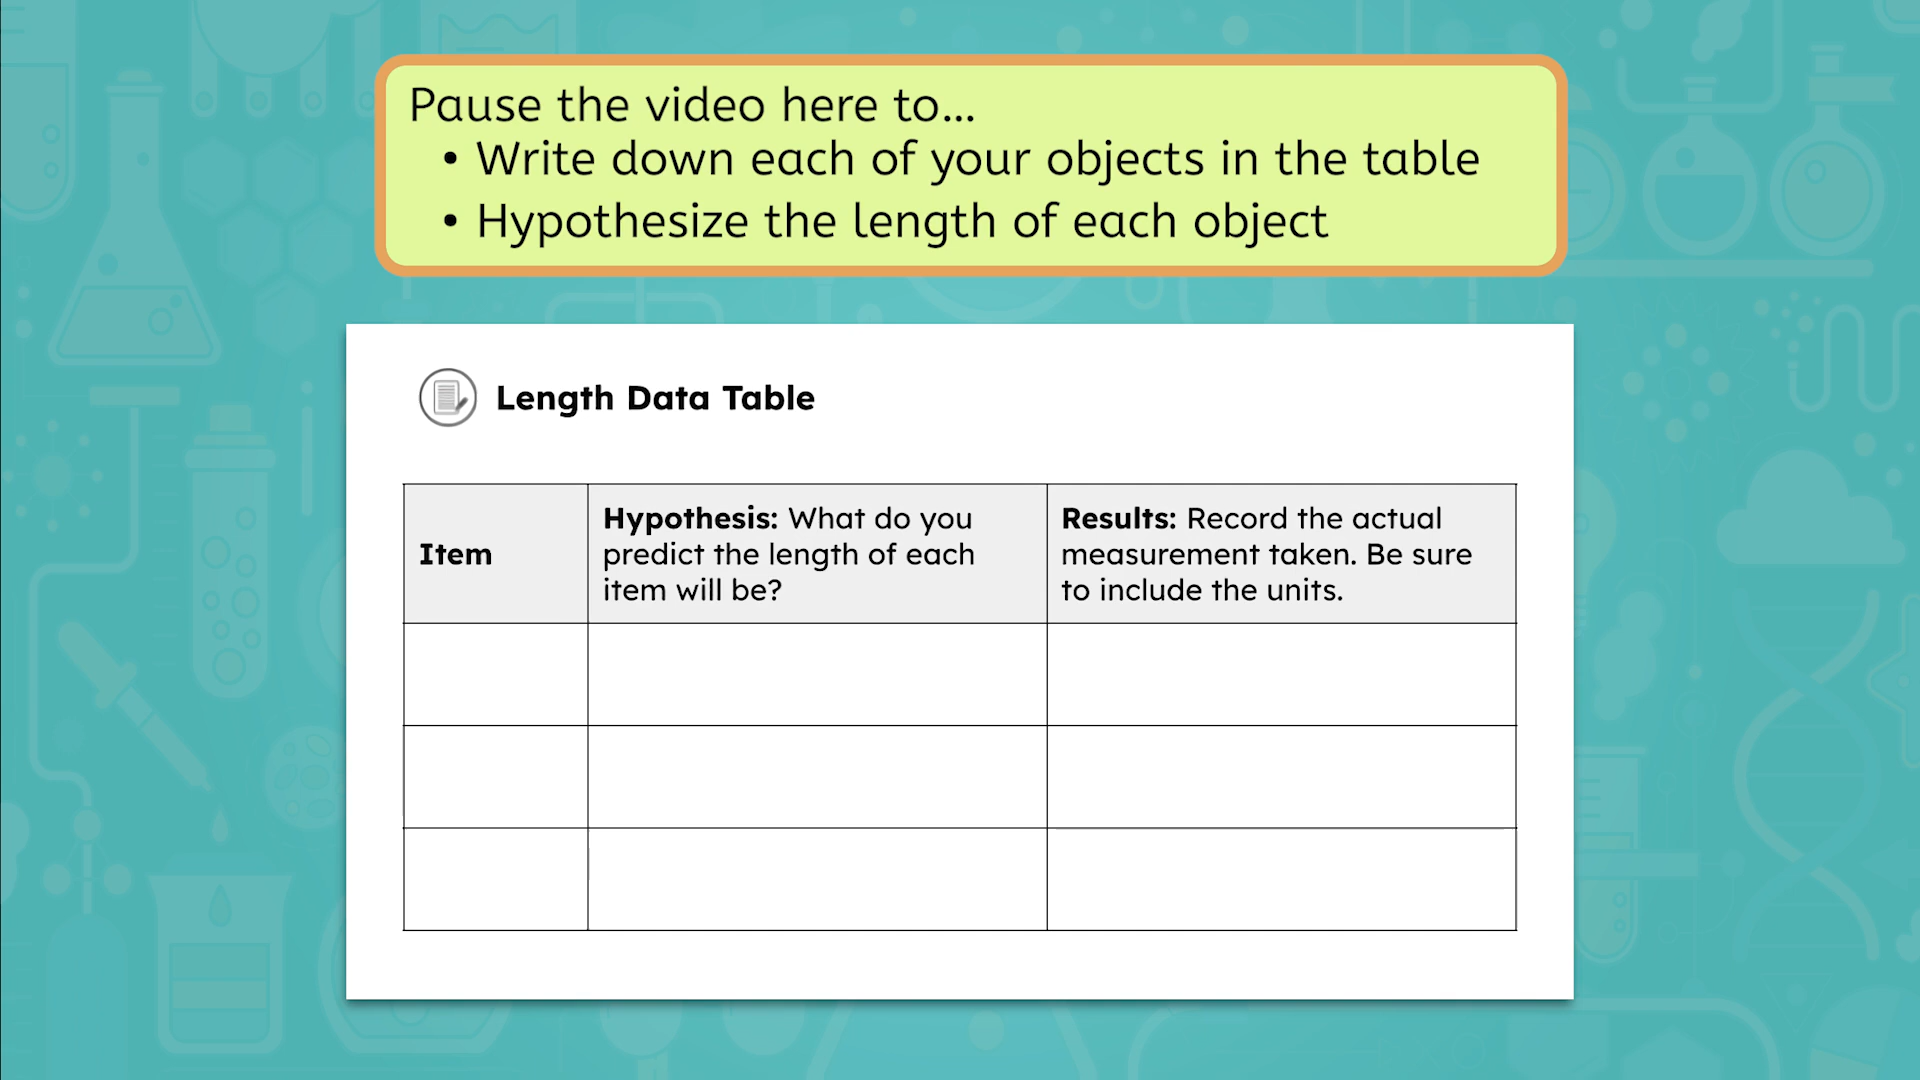 Pause the video here to...
• Write down each of your objects in the table
• Hypothesize the length of each object
Length Data Table
Item
Hypothesis: What do you
predict the length of each
item will be?
Results: Record the actual
measurement taken. Be sure
to include the units.